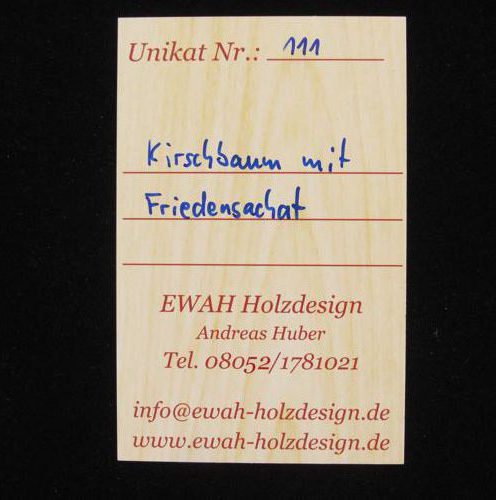 Unikat Nr.: 111
Kirschbaum mit
Friedensachat
EWAH Holzdesign
Andreas Huber
Tel. 08052/1781021
info@ewah-holzdesign.de
www.ewah-holzdesign.de